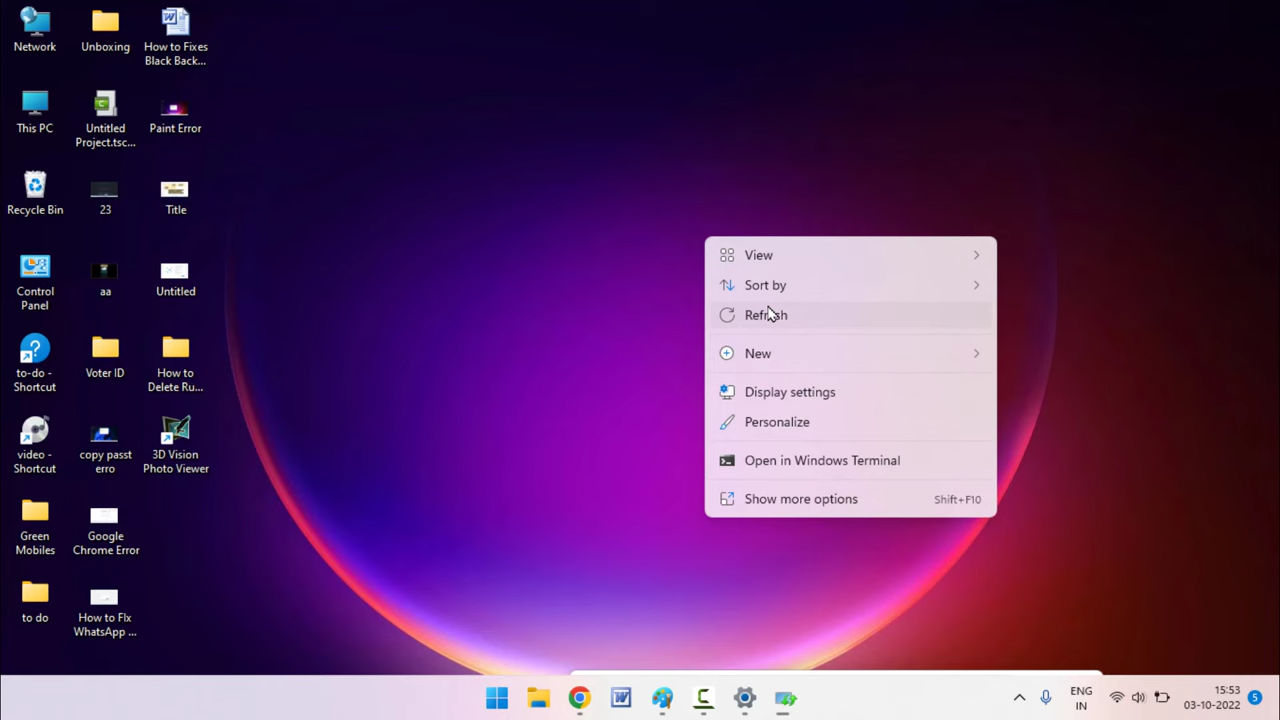 Network
Unboxing
How to Fixes
Black Back...
This PC
Untitled
Project.tsc...
Paint Error
Recycle Bin
23
Title
Control
Panel
aa
Untitled
to-do -
Shortcut
Voter ID
How to
Delete Ru...
video -
Shortcut
copy passt
erro
3D Vision
Photo Viewer
Green
Mobiles
Google
Chrome Error
to do
How to FIx
WhatsApp ...
View
Sort by
Refresh
New
Display settings
Personalize
Open in Windows Terminal
Show more options Shift+F10
ENG
IN
15:53
03-10-2022
5